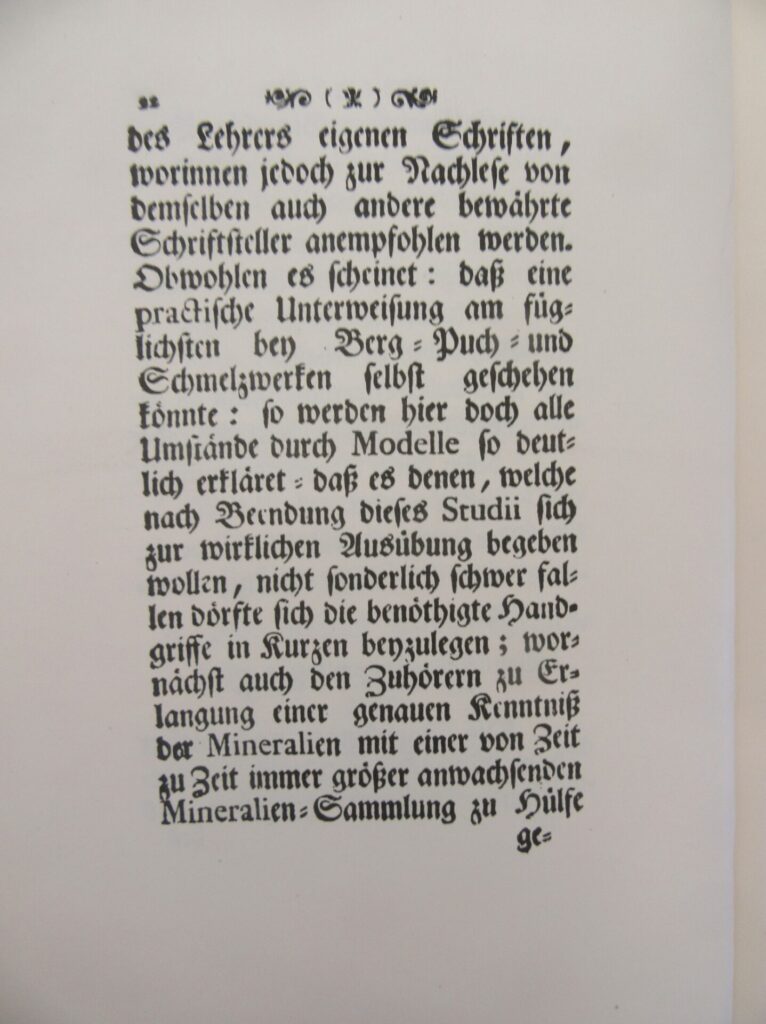 22 ( X )
des Lehrers eigenen Schriften,
worinnen jedoch zur Nachlese von
demselben auch andere bewährte
Schriftsteller anempfohlen werden.
Obwohlen es scheinet: daß eine
practische Unterweisung am füg-
lichsten bey Berg-Puch-und
Schmelzwerken selbst geschehen
könnte: so werden hier doch alle
Umstände durch Modelle so deut-
lich erkläret-daß es denen, welche
nach Beendung dieses Studii sich
zur wirklichen Ausübung begeben
wollen, nicht sonderlich schwer fal-
len dörfte sich die benöthigte Hand-
griffe in Kurzen beyzulegen; wor-
nächst auch den Zuhörern zu Er-
langung einer genauen Kenntniß
der Mineralien mit einer von Zeit
zu Zeit immer größer anwachsenden
Mineralien-Sammlung zu Hülfe
ge-